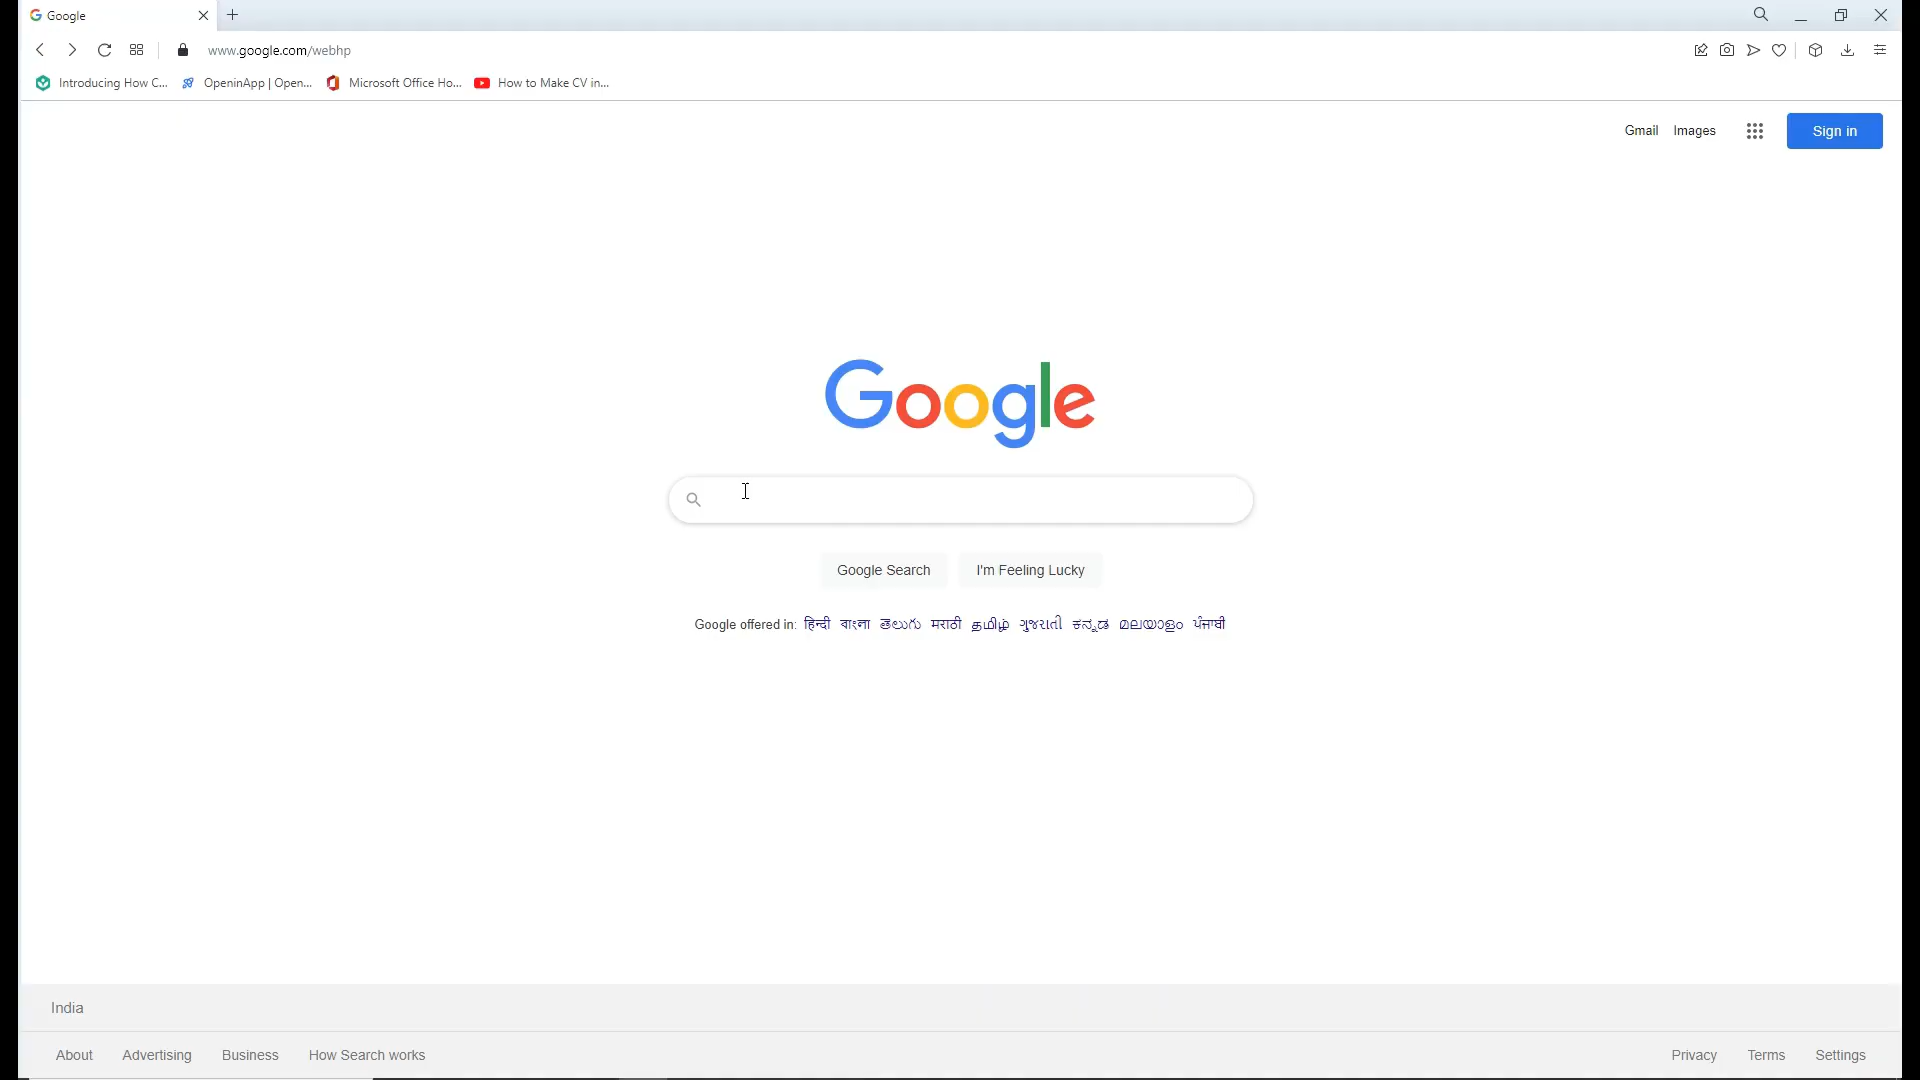 Google
www.google.com/webhp
Introducing How C... OpeninApp | Open... Microsoft Office Ho... How to Make CV in...
Gmail Images Sign in
Google
Google Search I'm Feeling Lucky
Google offered in: हिन्दी বাংলা తెలుగు मराठी தமிழ் ગુજરાતી ಕನ್ನಡ മലയാളം ਪੰਜਾਬੀ
India
About Advertising Business How Search works Privacy Terms Settings